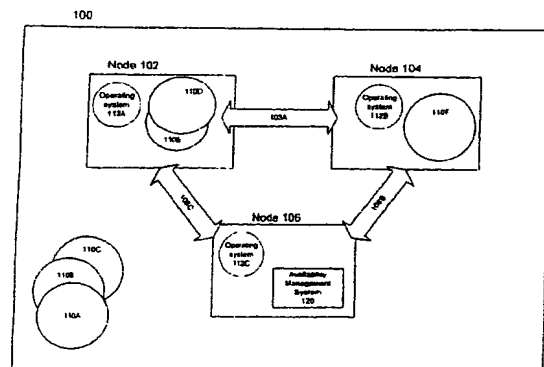 100
Node 102
Operating
system
112A
110D
110E
103A
Node 104
Operating
system
112B
110F
Node 106
Operating
system
112C
Availability
Management
System
120
110C
110B
110A